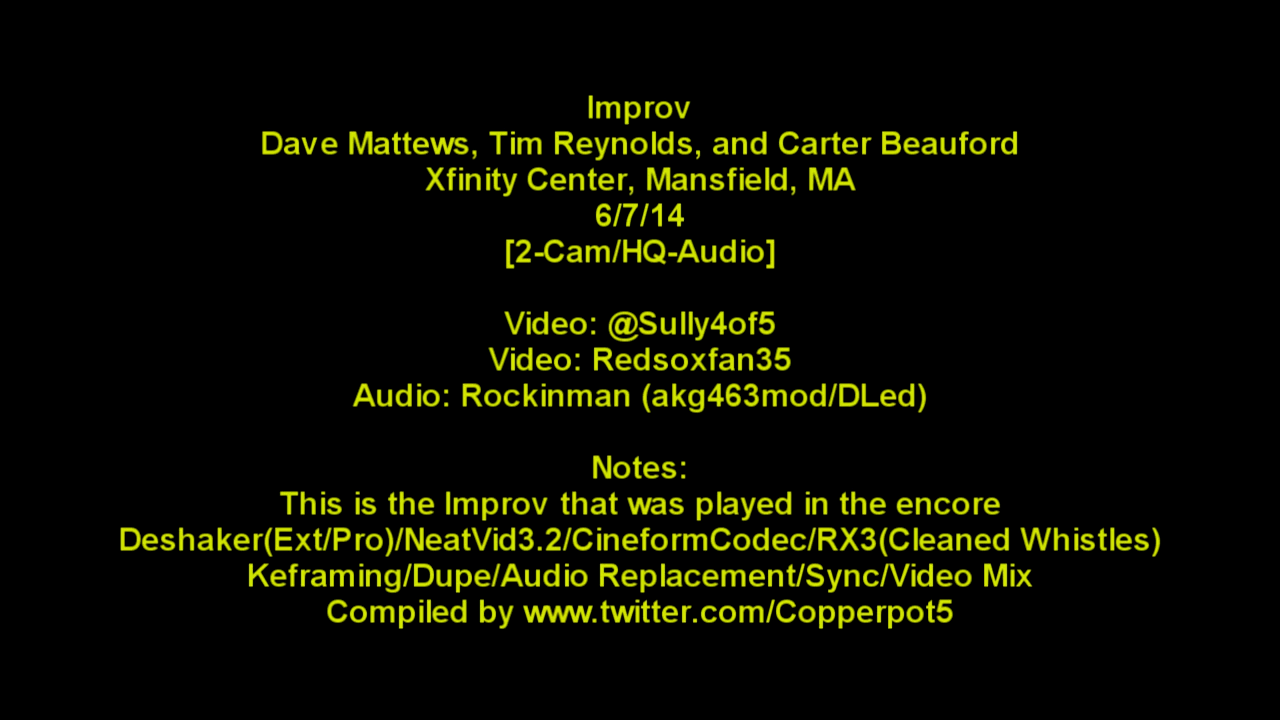 Improv
Dave Mattews, Tim Reynolds, and Carter Beauford
Xfinity Center, Mansfield, MA
6/7/14
[2-Cam/HQ-Audio]
Video: @Sully4of5
Video: Redsoxfan35
Audio: Rockinman (akg463mod/DLed)
Notes:
This is the Improv that was played in the encore
Deshaker(Ext/Pro)/NeatVid3.2/CineformCodec/RX3(Cleaned Whistles)
Keframing/Dupe/Audio Replacement/Sync/Video Mix
Compiled by www.twitter.com/Copperpot5